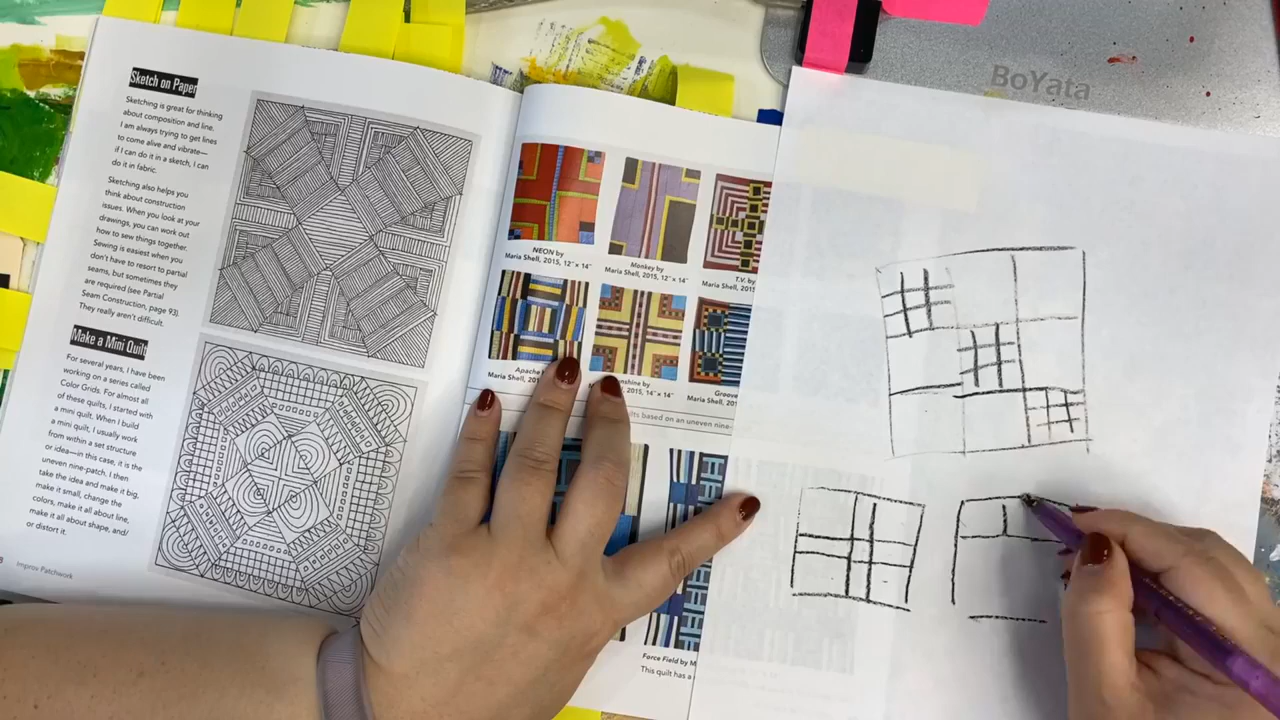 Sketch on Paper
Sketching is great for thinking
about composition and line.
I am always trying to get lines
to come alive and vibrate—
if I can do it in a sketch, I can
do it in fabric.
Sketching also helps you
think about construction
issues. When you look at your
drawings, you can work out
how to sew things together.
Sewing is easiest when you
don't have to resort to partial
seams, but sometimes they
are required (see Partial
Seam Construction, page 93).
They really aren't difficult.
Make a Mini Quilt
For several years, I have been
working on a series called
Color Grids. For almost all
of these quilts, I started with
a mini quilt. When I build
a mini quilt, I usually work
from within a set structure
or idea—in this case, it is the
uneven nine-patch. I then
take the idea and make it big,
make it small, change the
colors, make it all about line,
make it all about shape, and/
or distort it.
Improv Patchwork
NEON by
Maria Shell, 2015, 12" × 14"
Monkey by
Maria Shell, 2015, 12" × 14"
T.V. by
Maria Shell, 201
Apache
Maria Shell,
nshine by
2015, 14" × 14"
Groov
Maria Shell,
ilts based on an uneven nine-
Force Field by M
This quilt has a
BoYata